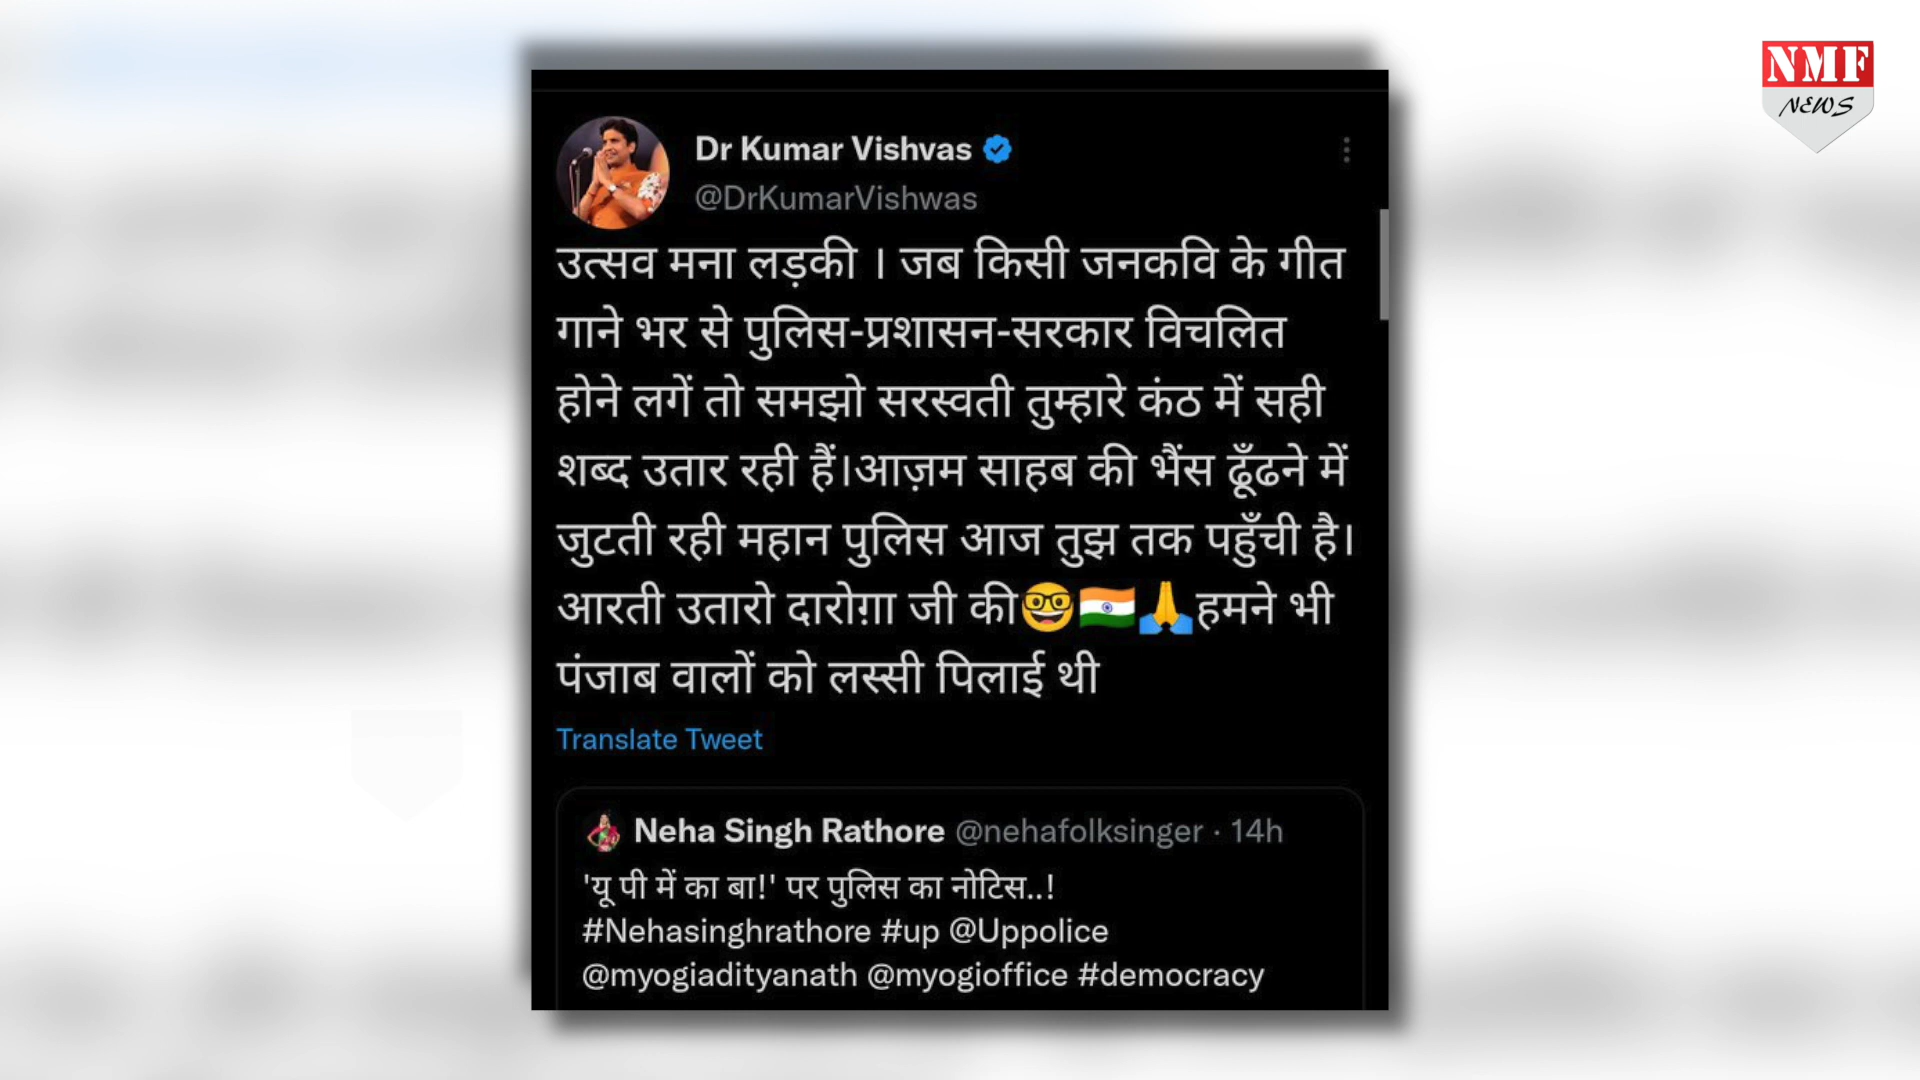 NMF
NEWS
Dr Kumar Vishvas
@DrKumarVishwas
उत्सव मना लड़की । जब किसी जनकवि के गीत
गाने भर से पुलिस-प्रशासन-सरकार विचलित
होने लगें तो समझो सरस्वती तुम्हारे कंठ में सही
शब्द उतार रही हैं।आज़म साहब की भैंस ढूँढने में
जुटती रही महान पुलिस आज तुझ तक पहुँची है।
आरती उतारो दारोग़ा जी की🤓🇮🇳🙏हमने भी
पंजाब वालों को लस्सी पिलाई थी
Translate Tweet
Neha Singh Rathore @nehafolksinger · 14h
'यू पी में का बा!' पर पुलिस का नोटिस..!
#Nehasinghrathore #up @Uppolice
@myogiadityanath @myogioffice #democracy